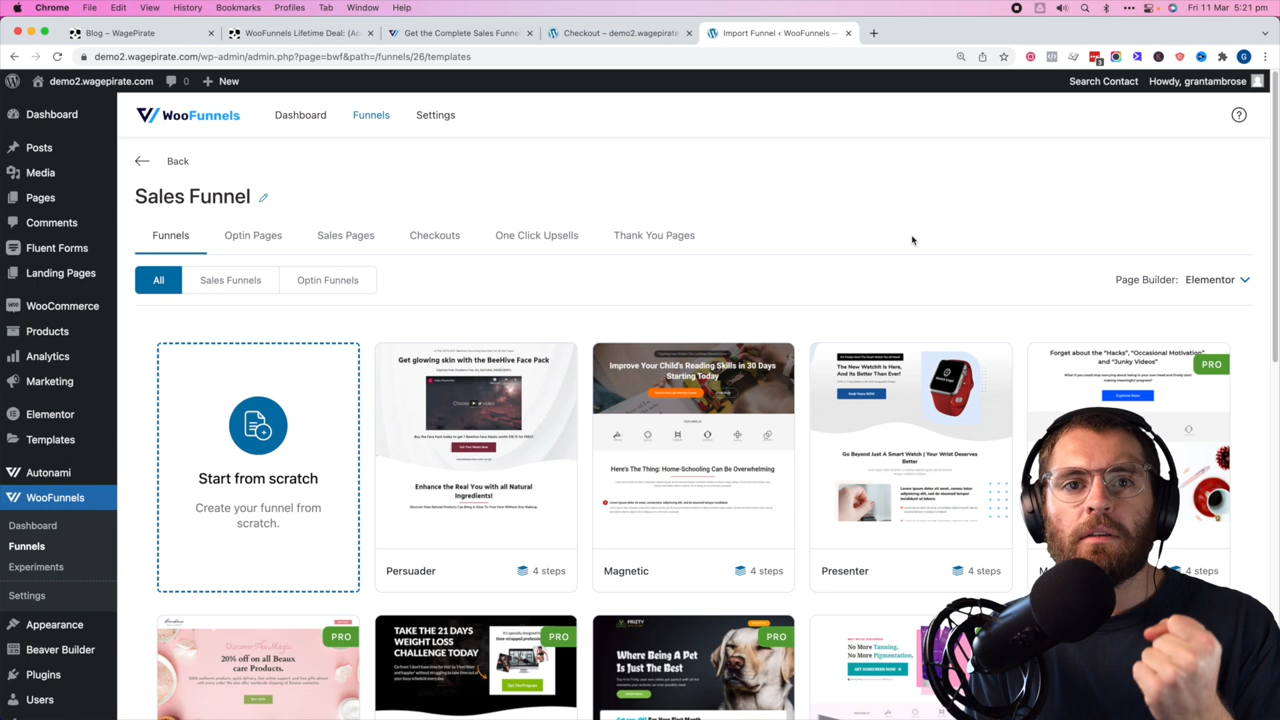 Chrome File Edit View History Bookmarks Profiles Tab Window Help
Fri 11 Mar 5:21 pm
Blog – WagePirate
WooFunnels Lifetime Deal: (Ac
Get the Complete Sales Funne
Checkout – demo2.wagepirate
Import Funnel ‹ WooFunnels —
demo2.wagepirate.com/wp-admin/admin.php?page=bwf&path=/funnels/26/templates
3
G
demo2.wagepirate.com
0
New
Search Contact
Howdy, grantambrose
Dashboard
Posts
Media
Pages
Comments
Fluent Forms
Landing Pages
WooCommerce
Products
Analytics
Marketing
Elementor
Templates
Autonami
WooFunnels
Dashboard
Funnels
Experiments
Settings
Appearance
Beaver Builder
Plugins
Users
WooFunnels
Dashboard
Funnels
Settings
Back
Sales Funnel
Funnels
Optin Pages
Sales Pages
Checkouts
One Click Upsells
Thank You Pages
All
Sales Funnels
Optin Funnels
Page Builder: Elementor
Start from scratch
Create your funnel from
scratch.
Get glowing skin with the BeeHive Face Pack
Enhance the Real You with all Natural
Ingredients!
Persuader
4 steps
Improve Your Child's Reading Skills in 30 Days
Starting Today
Here's The Thing: Home-Schooling Can Be Overwhelming
Magnetic
4 steps
The New Watchit Is Here,
And Its Better Than Ever!
Go Beyond Just A Smart Watch | Your Wrist Deserves
Better
Presenter
4 steps
Forget about the "Hacks", "Occasional Motivation"
and "Junky Videos"
PRO
4 steps
PRO
20% off on all Beaux
care Products.
TAKE THE 21 DAYS
WEIGHT LOSS
CHALLENGE TODAY
PRO
Get The Program
FRIZTY
Where Being A Pet
Is Just The Best
PRO
No More Tanning,
No More Pigmentation,